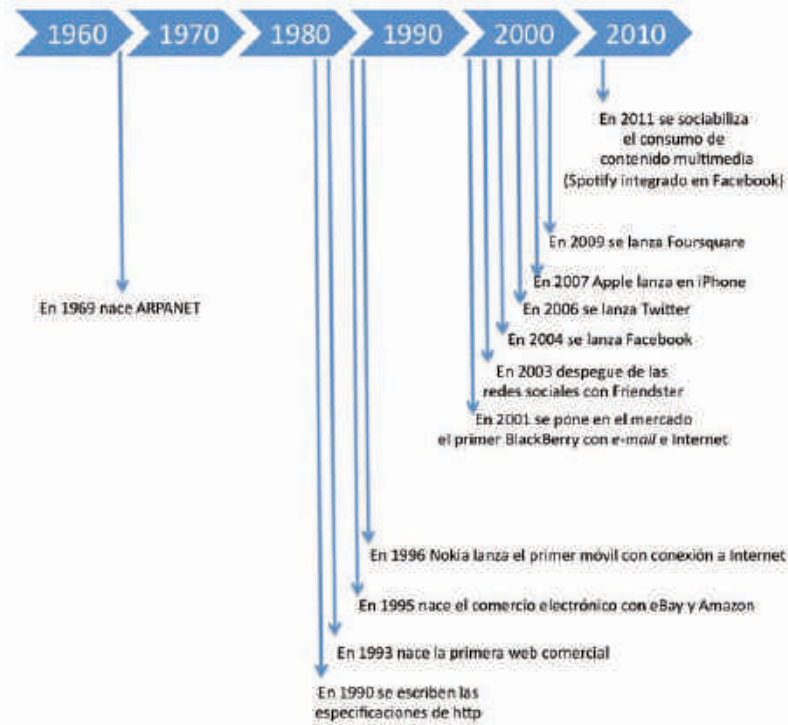 1960 1970 1980 1990 2000 2010
En 2011 se sociabiliza
el consumo de
contenido multimedia
(Spotify integrado en Facebook)
En 2009 se lanza Foursquare
En 2007 Apple lanza en iPhone
En 1969 nace ARPANET
En 2006 se lanza Twitter
En 2004 se lanza Facebook
En 2003 despegue de las
redes sociales con Friendster
En 2001 se pone en el mercado
el primer BlackBerry con e-mail e Internet
En 1996 Nokia lanza el primer móvil con conexión a Internet
En 1995 nace el comercio electrónico con eBay y Amazon
En 1993 nace la primera web comercial
En 1990 se escriben las
especificaciones de http